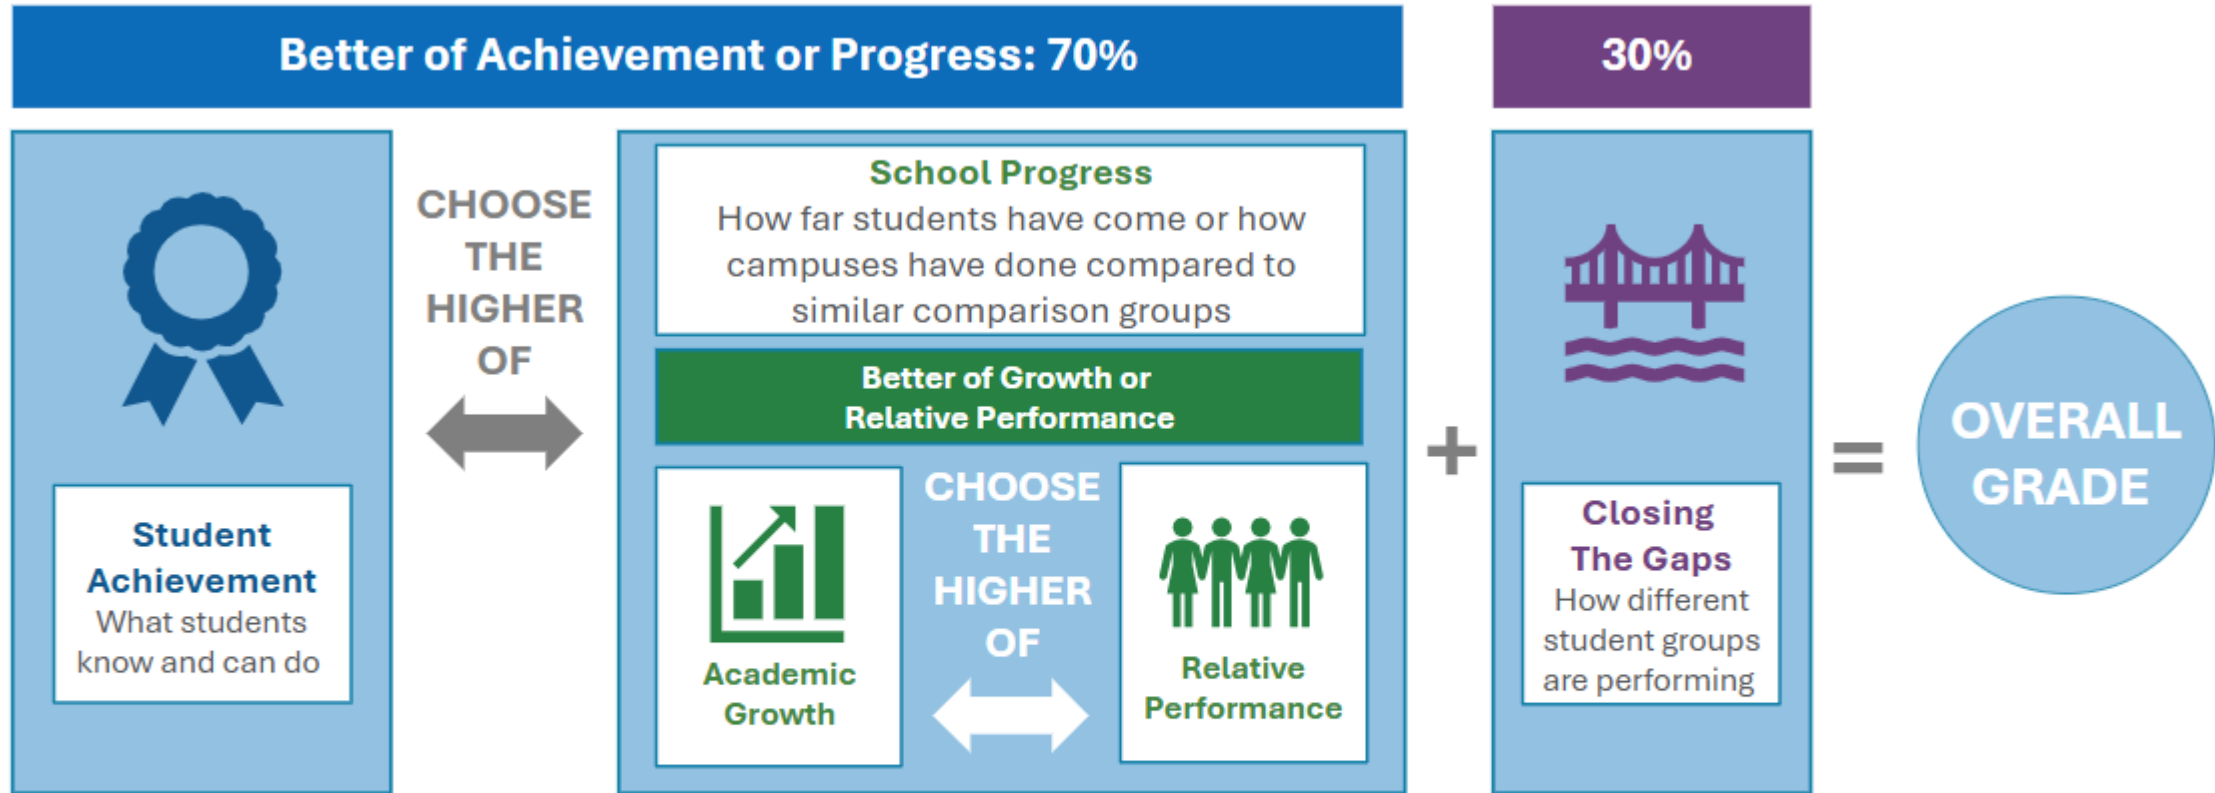 Better of Achievement or Progress: 70%
30%
Student
Achievement
What students
know and can do
CHOOSE
THE
HIGHER
OF
School Progress
How far students have come or how
campuses have done compared to
similar comparison groups
Better of Growth or
Relative Performance
Academic
Growth
CHOOSE
THE
HIGHER
OF
Relative
Performance
+
Closing
The Gaps
How different
student groups
are performing
=
OVERALL
GRADE